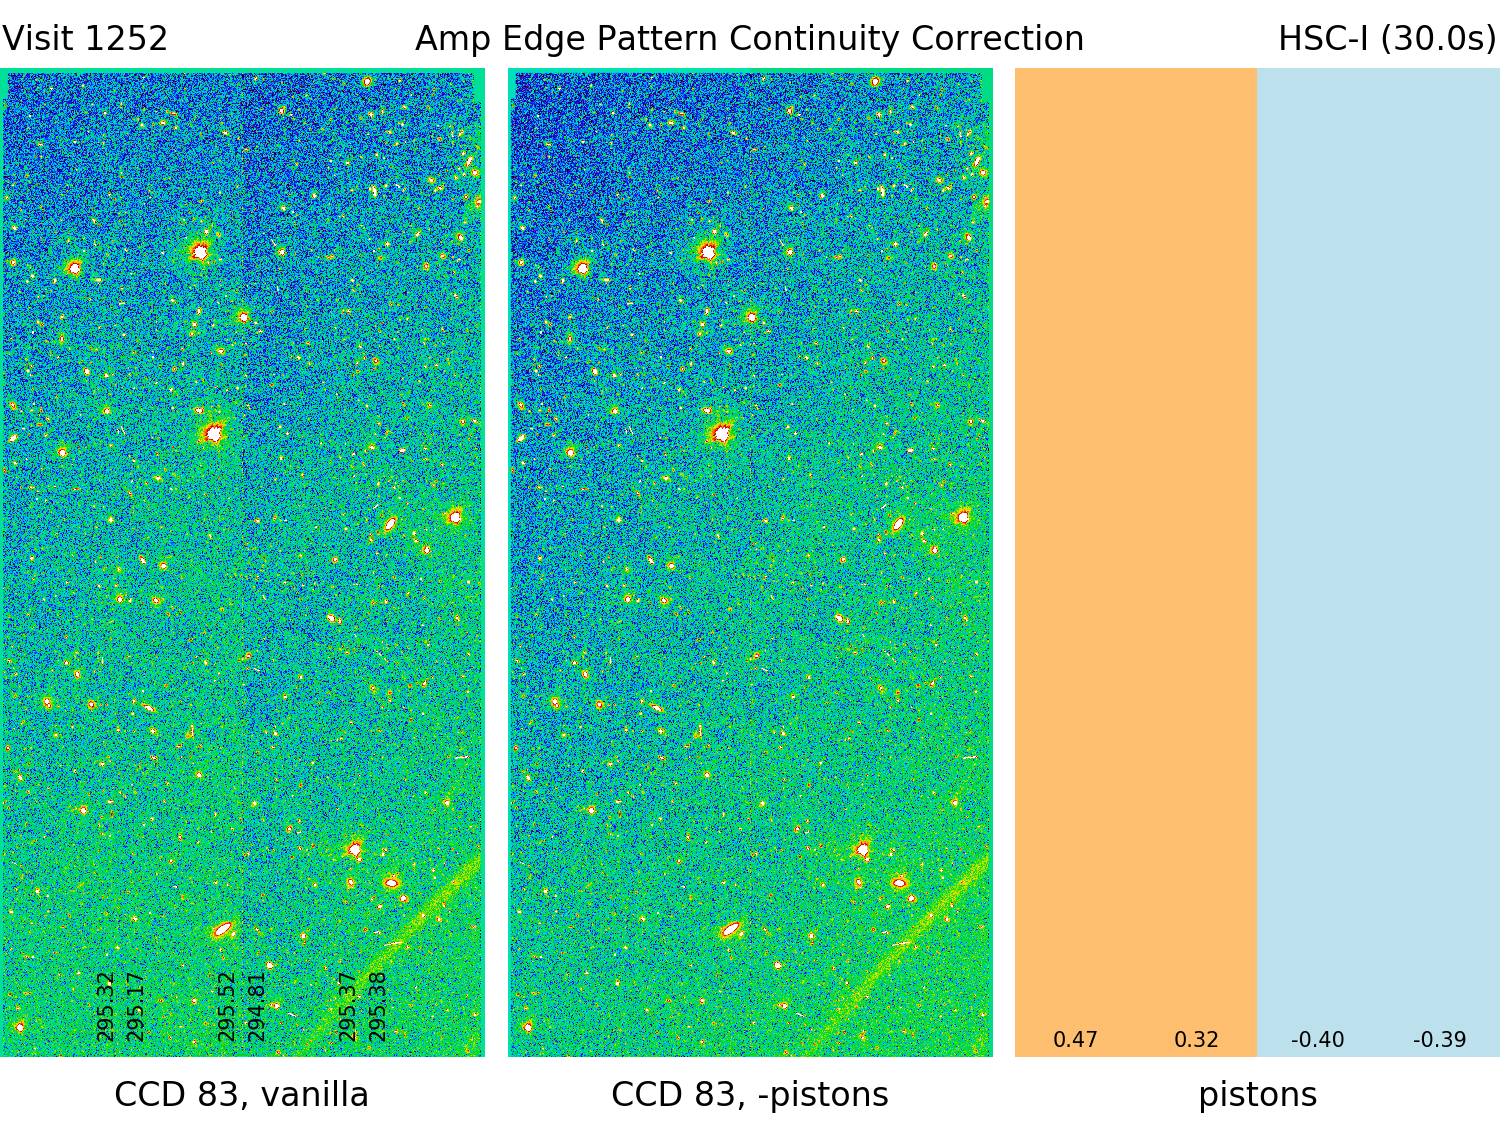 Visit 1252
Amp Edge Pattern Continuity Correction
HSC-I (30.0s)
295.32
295.17
295.52
294.81
295.37
295.38
0.47
0.32
-0.40
-0.39
CCD 83, vanilla
CCD 83, -pistons
pistons